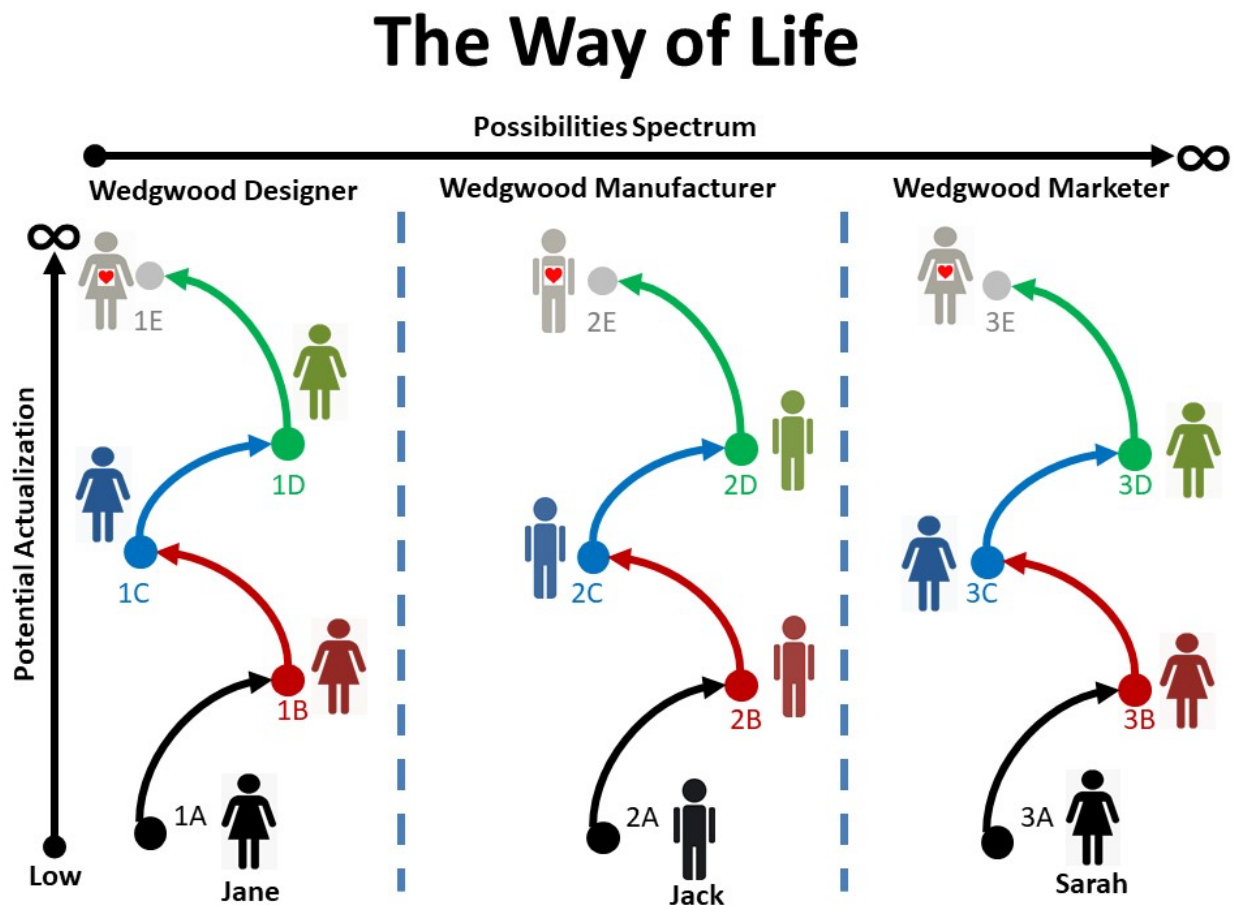 The Way of Life
Possibilities Spectrum
∞
Wedgwood Designer
Wedgwood Manufacturer
Wedgwood Marketer
∞
Potential Actualization
Low
1E
2E
3E
1D
2D
3D
1C
2C
3C
1B
2B
3B
1A
2A
3A
Jane
Jack
Sarah